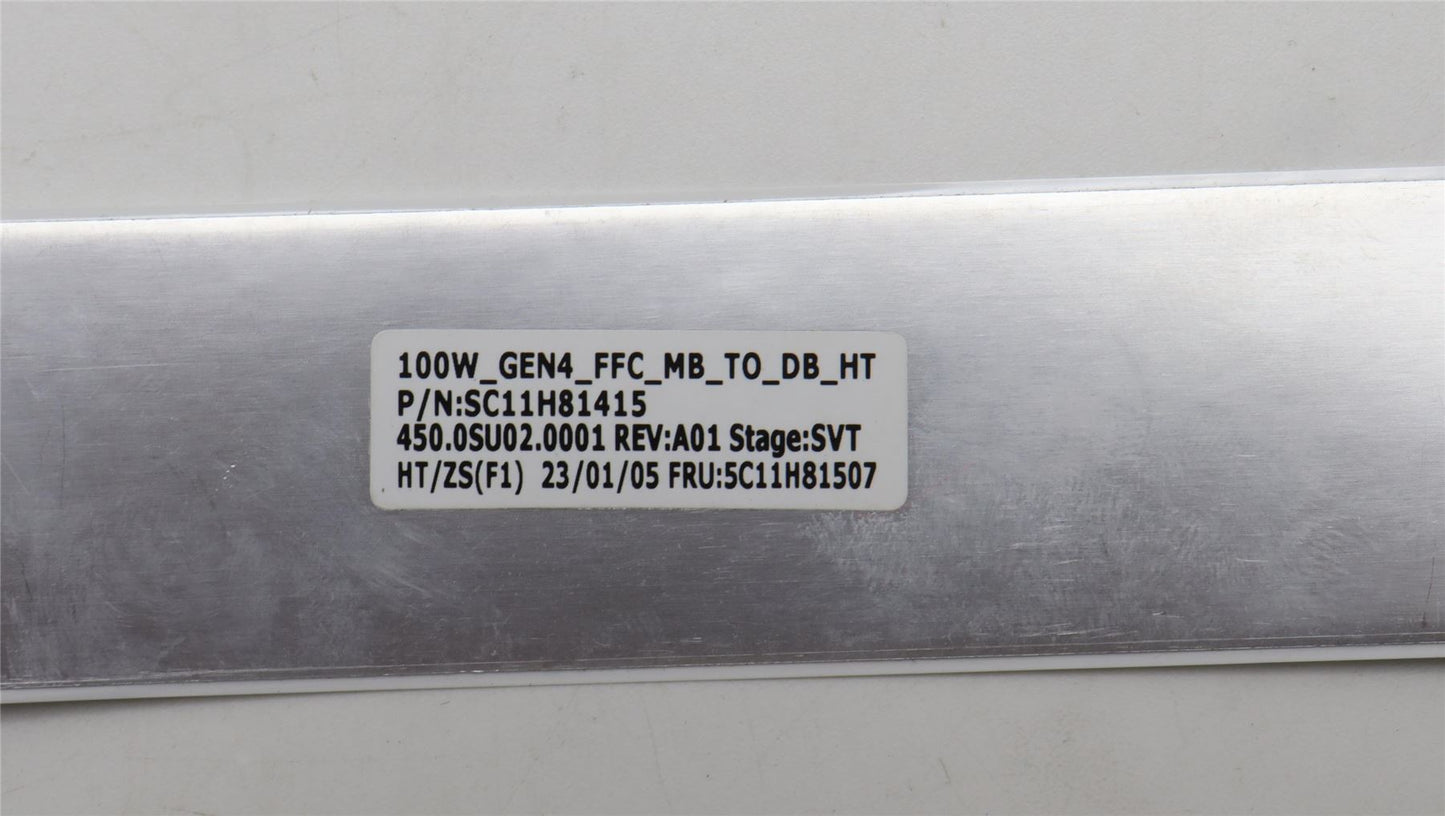 100W_GEN4_FFC_MB_TO_DB_HT
P/N:SC11H81415
450.0SU02.0001 REV:A01 Stage:SVT
HT/ZS(F1) 23/01/05 FRU:5C11H81507